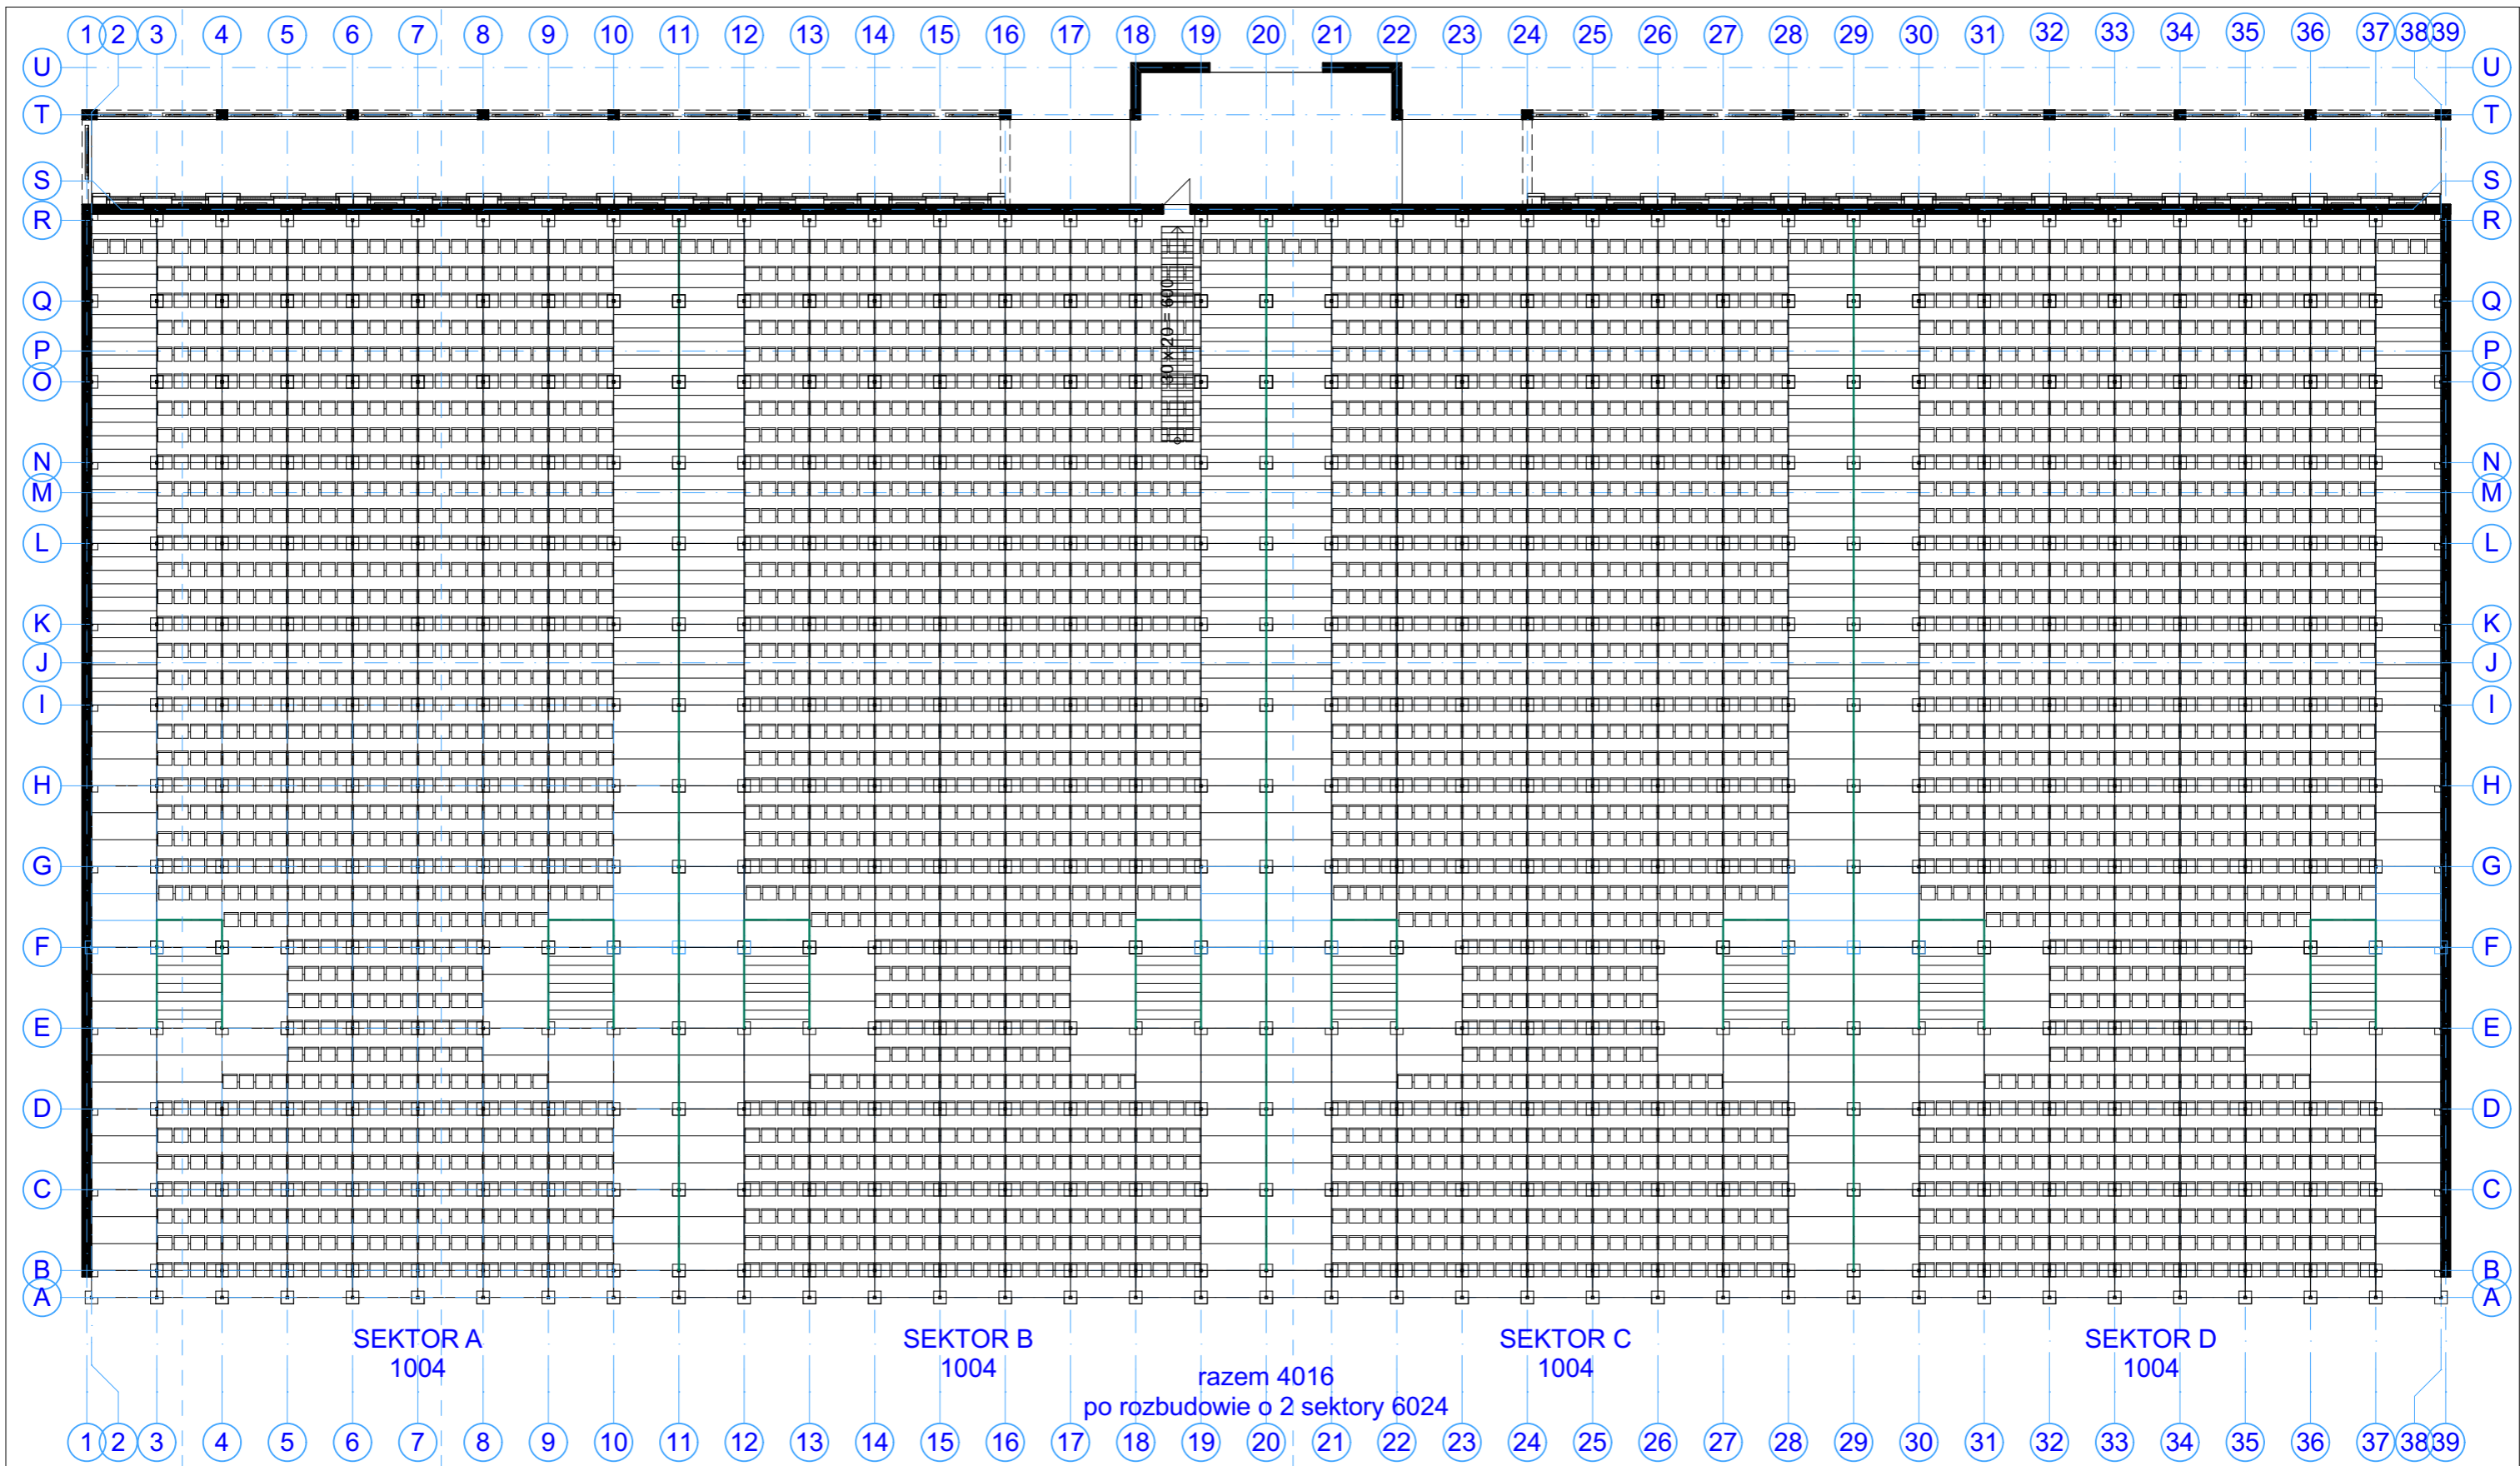 1 2 3 4 5 6 7 8 9 10 11 12 13 14 15 16 17 18 19 20 21 22 23 24 25 26 27 28 29 30 31 32 33 34 35 36 37 38 39
U U
T T
S S
R R
Q Q
30 x 20 = 600
P P
O O
N N
M M
L L
K K
J J
I I
H H
G G
F F
E E
D D
C C
B B
A A
SEKTOR A SEKTOR B SEKTOR C SEKTOR D
1004 1004 1004 1004
razem 4016
po rozbudowie o 2 sektory 6024
1 2 3 4 5 6 7 8 9 10 11 12 13 14 15 16 17 18 19 20 21 22 23 24 25 26 27 28 29 30 31 32 33 34 35 36 37 38 39